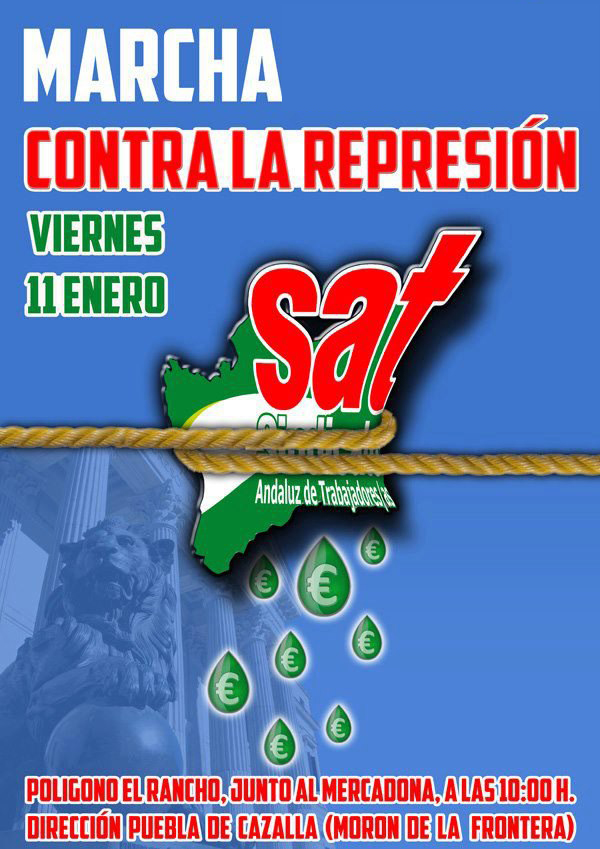 MARCHA
CONTRA LA REPRESIÓN
VIERNES
11 ENERO
sat
Andaluz de Trabajadores/as
€ €
€
€
€
€ €
POLIGONO EL RANCHO, JUNTO AL MERCADONA, A LAS 10:00 H.
DIRECCIÓN PUEBLA DE CAZALLA (MORON DE LA FRONTERA)